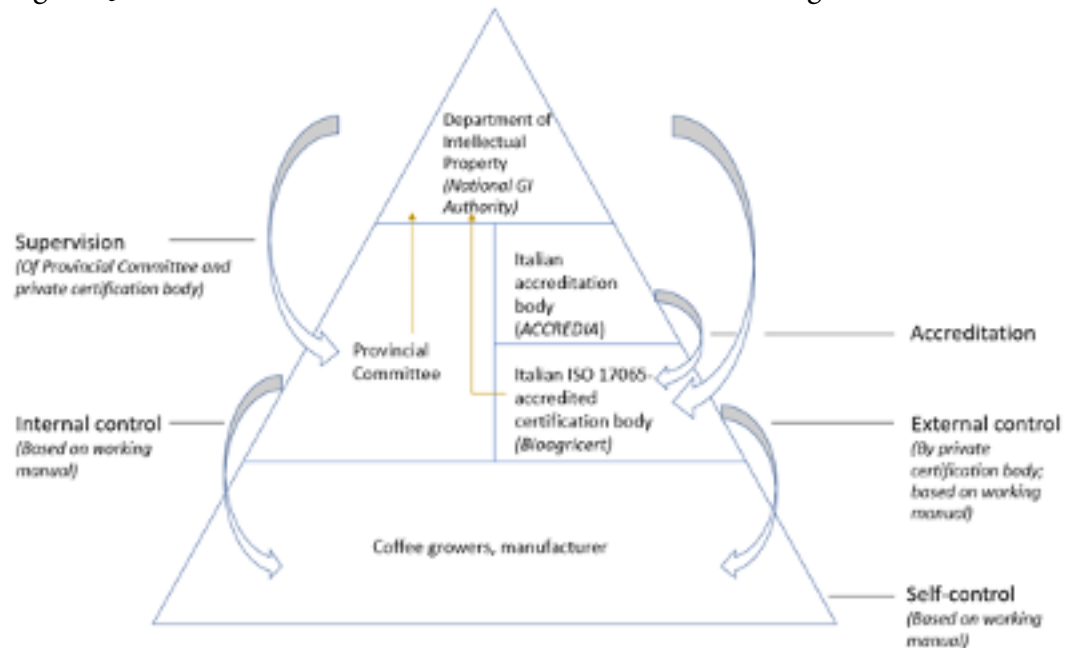 Department of
Intellectual
Property
(National GI
Authority)
Supervision
(Of Provincial Committee and
private certification body)
Italian
accreditation
body
(ACCREDIA)
Accreditation
Provincial
Committee
Italian ISO 17065-
accredited
certification body
(Bioagricert)
Internal control
(Based on working
manual)
External control
(By private
certification body;
based on working
manual)
Coffee growers, manufacturer
Self-control
(Based on working
manual)